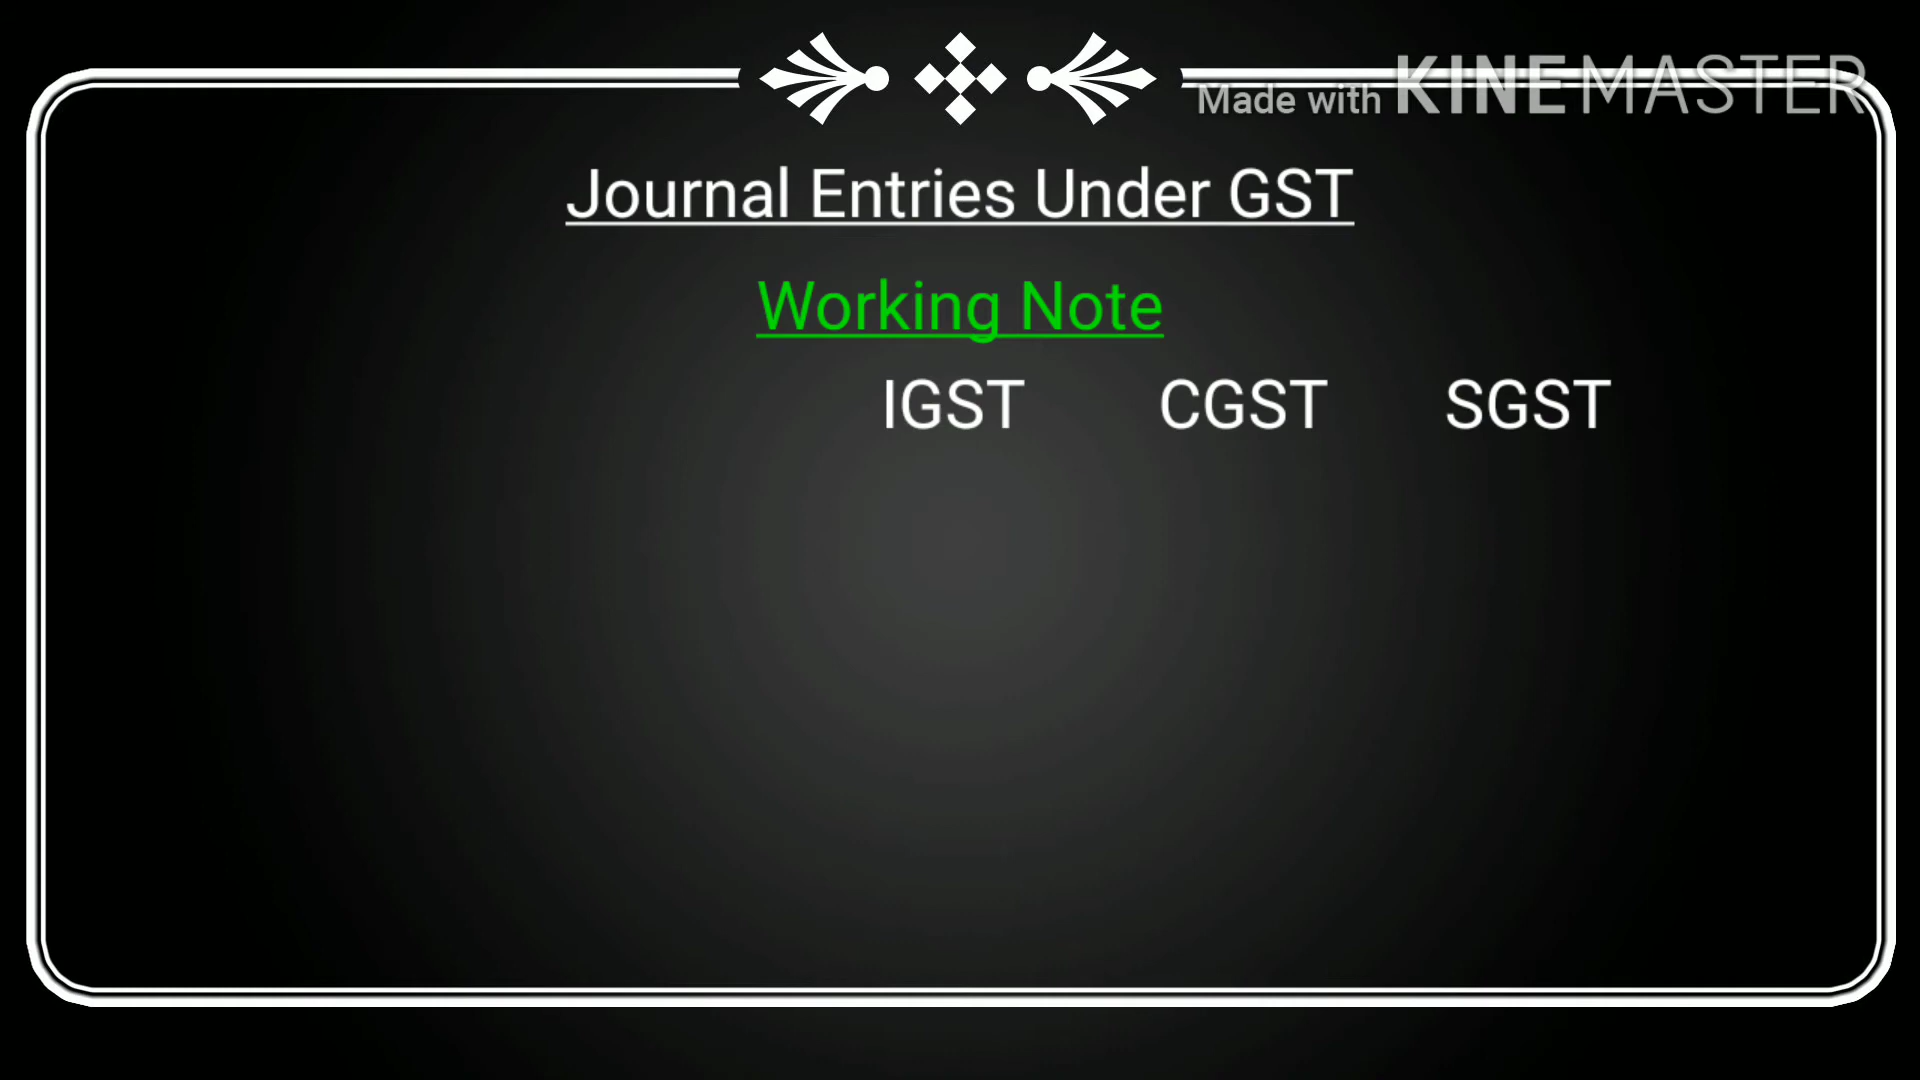 Made with KINEMASTER
Journal Entries Under GST
Working Note
IGST CGST SGST